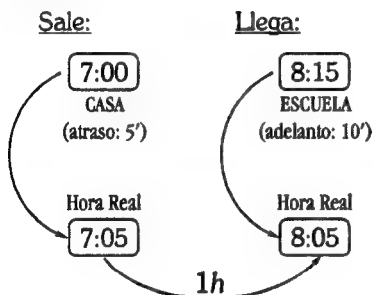 Sale:
Llega:
7:00
8:15
CASA
ESCUELA
(atraso: 5')
(adelanto: 10')
Hora Real
Hora Real
7:05
8:05
1h